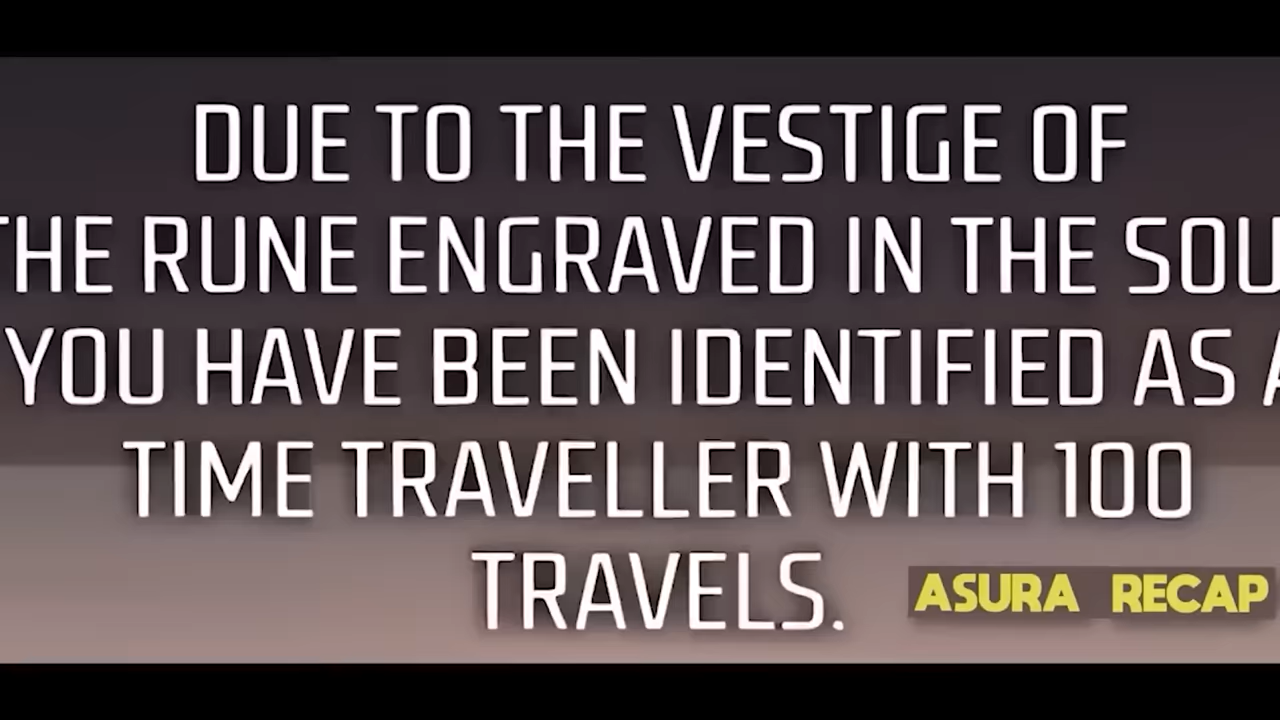 DUE TO THE VESTIGE OF
THE RUNE ENGRAVED IN THE SOU
YOU HAVE BEEN IDENTIFIED AS A
TIME TRAVELLER WITH 100
TRAVELS.
ASURA RECAP